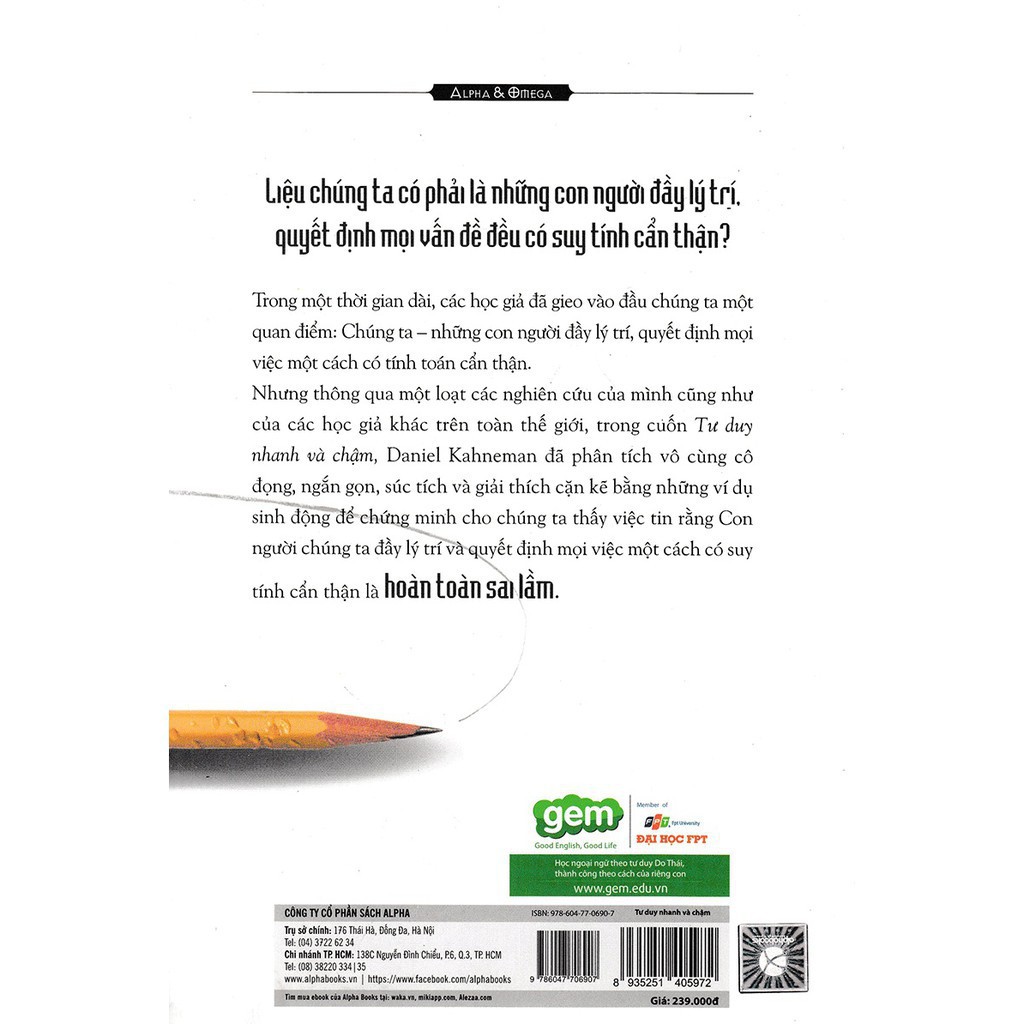 ALPHA & OMEGA
Liệu chúng ta có phải là những con người đầy lý trí,
quyết định mọi vấn đề đều có suy tính cẩn thận?
Trong một thời gian dài, các học giả đã gieo vào đầu chúng ta một
quan điểm: Chúng ta – những con người đầy lý trí, quyết định mọi
việc một cách có tính toán cẩn thận.
Nhưng thông qua một loạt các nghiên cứu của mình cũng như
của các học giả khác trên toàn thế giới, trong cuốn Tư duy
nhanh và chậm, Daniel Kahneman đã phân tích vô cùng cô
đọng, ngắn gọn, súc tích và giải thích cặn kẽ bằng những ví dụ
sinh động để chứng minh cho chúng ta thấy việc tin rằng Con
người chúng ta đầy lý trí và quyết định mọi việc một cách có suy
tính cẩn thận là hoàn toàn sai lầm.
gem
Good English, Good Life
Member of
FPT. Fpt University
ĐẠI HỌC FPT
Học ngoại ngữ theo tư duy Do Thái,
thành công theo cách của riêng con
www.gem.edu.vn
CÔNG TY CỔ PHẦN SÁCH ALPHA
Trụ sở chính: 176 Thái Hà, Đống Đa, Hà Nội
Tel: (04) 3722 62 34
Chi nhánh TP. HCM: 138C Nguyễn Đình Chiểu, P.6, Q.3, TP. HCM
Tel: (08) 38220 334 | 35
www.alphabooks.vn | https://www.facebook.com/alphabooks
Tìm mua ebook của Alpha Books tại: waka.vn, mikiapp.com, Alezaa.com
ISBN: 978-604-77-0690-7
Tư duy nhanh và chậm
9 786047 706907
8 935251 405972
Giá: 239.000đ
alphabooks